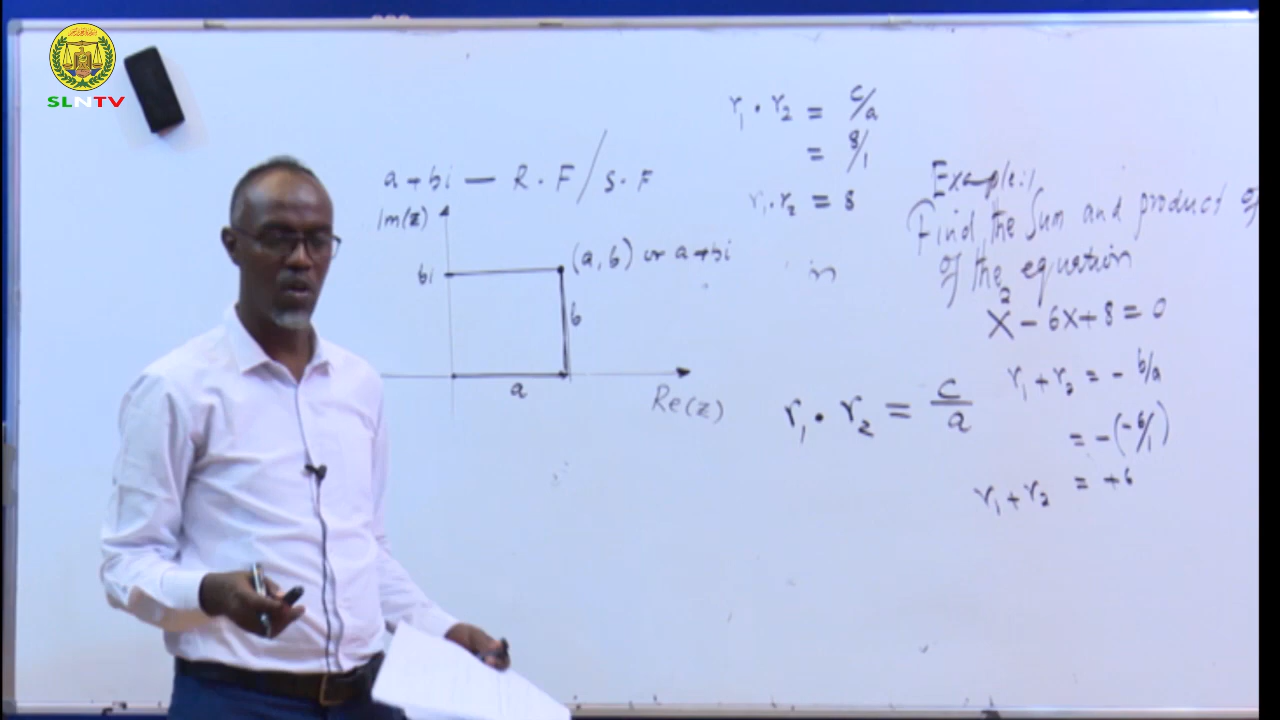 SLNTV
a+bi — R.F / S.F
Im(z)
bi
(a, b) or a+bi
b
a
Re(z)
r₁ · r₂ = c/a
= 8/1
r₁ · r₂ = 8
in
r₁ · r₂ = c/a
Example:1
Find the Sum and product of
of the equation
x² - 6x + 8 = 0
r₁ + r₂ = - b/a
= -(-6/1)
r₁ + r₂ = +6